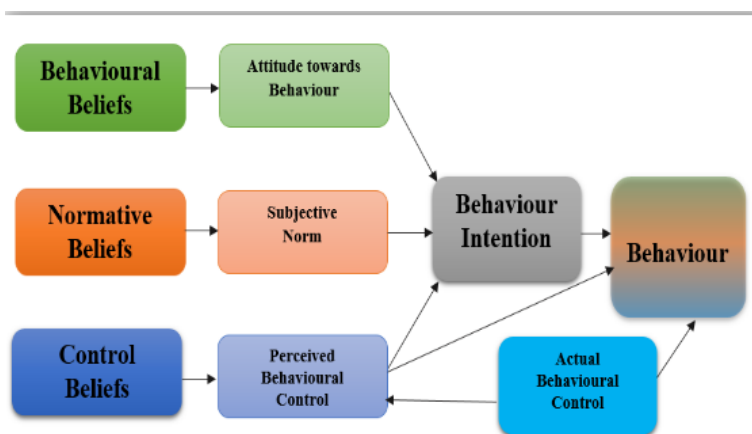 Behavioural
Beliefs
Attitude towards
Behaviour
Normative
Beliefs
Subjective
Norm
Behaviour
Intention
Behaviour
Control
Beliefs
Perceived
Behavioural
Control
Actual
Behavioural
Control